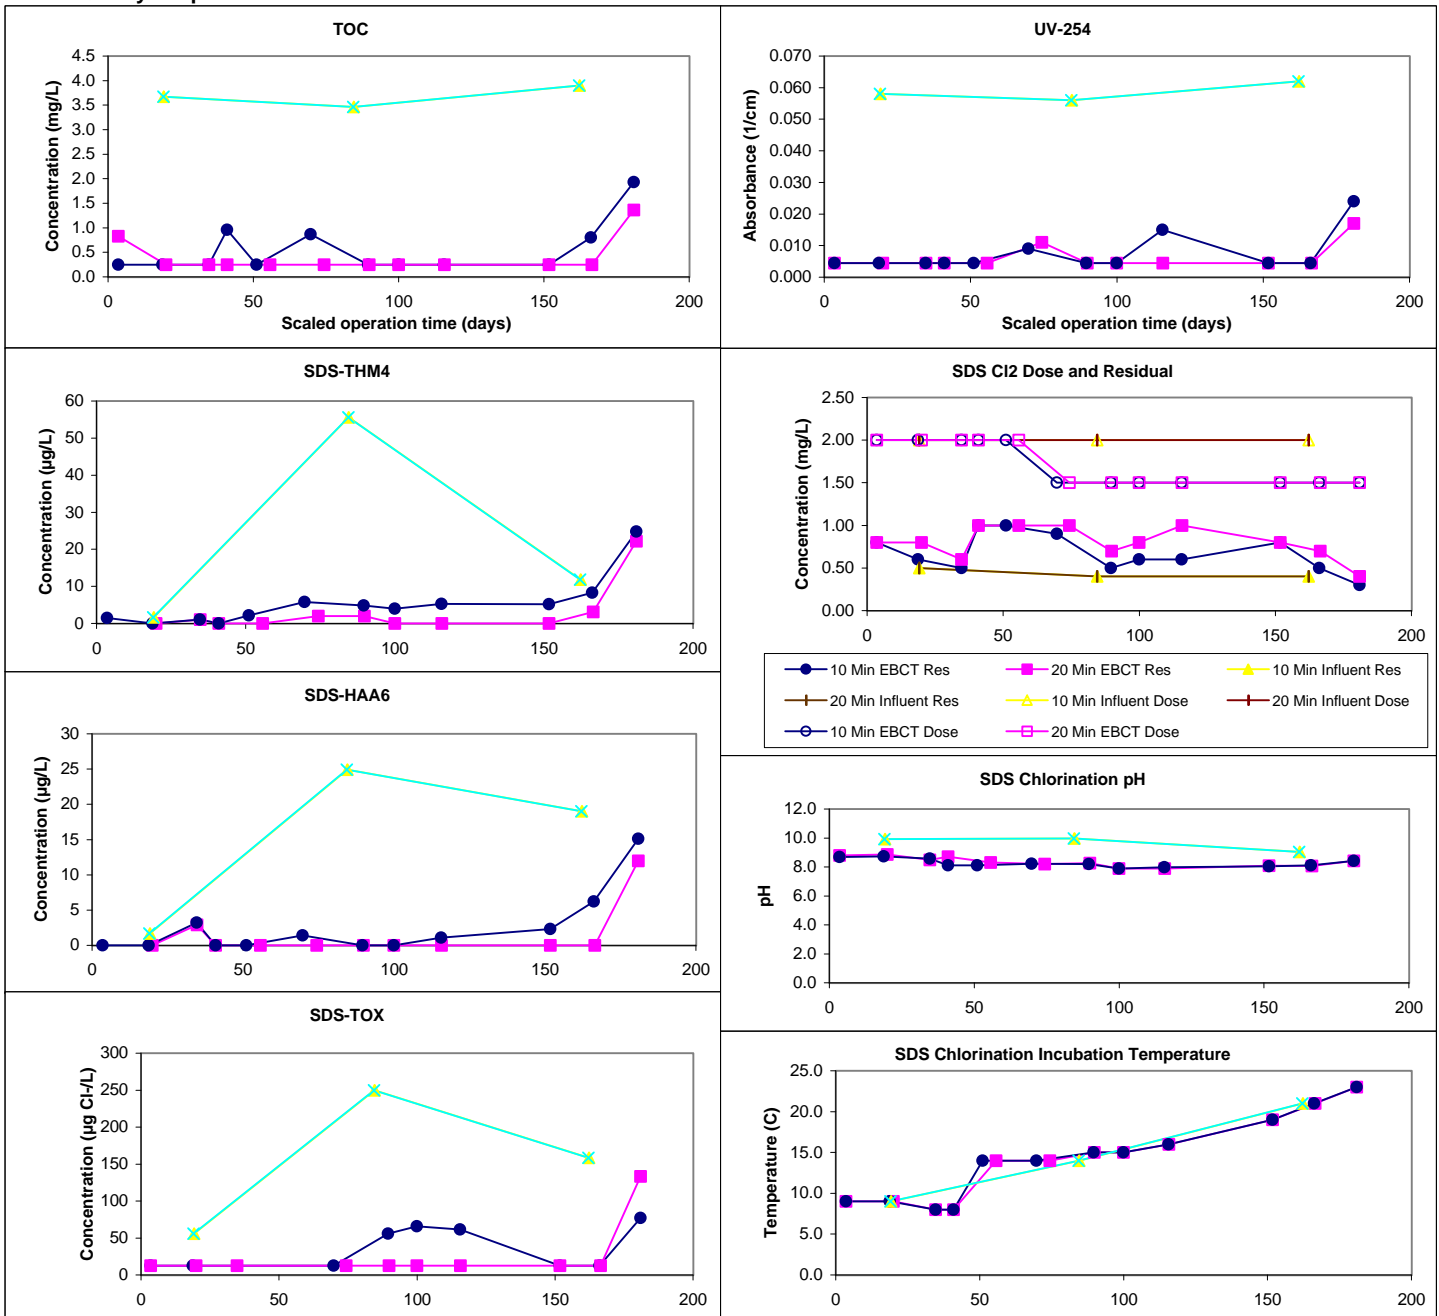 TOC
4.5
4.0
3.5
3.0
2.5
2.0
1.5
1.0
0.5
0.0
Concentration (mg/L)
0 50 100 150 200
Scaled operation time (days)
UV-254
0.070
0.060
0.050
0.040
0.030
0.020
0.010
0.000
Absorbance (1/cm)
0 50 100 150 200
Scaled operation time (days)
SDS-THM4
60
50
40
30
20
10
0
Concentration (µg/L)
0 50 100 150 200
SDS Cl2 Dose and Residual
2.50
2.00
1.50
1.00
0.50
0.00
Concentration (mg/L)
0 50 100 150 200
10 Min EBCT Res 20 Min EBCT Res 10 Min Influent Res
20 Min Influent Res 10 Min Influent Dose 20 Min Influent Dose
10 Min EBCT Dose 20 Min EBCT Dose
SDS-HAA6
30
25
20
15
10
5
0
Concentration (µg/L)
0 50 100 150 200
SDS Chlorination pH
12.0
10.0
8.0
6.0
4.0
2.0
0.0
pH
0 50 100 150 200
SDS-TOX
300
250
200
150
100
50
0
Concentration (µg Cl-/L)
0 50 100 150 200
SDS Chlorination Incubation Temperature
25.0
20.0
15.0
10.0
5.0
0.0
Temperature (C)
0 50 100 150 200